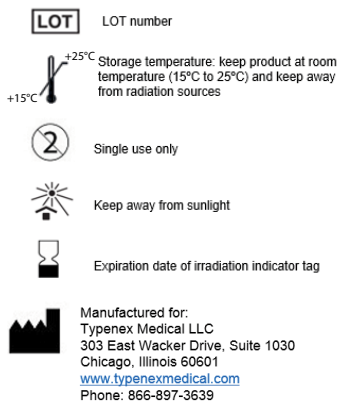 LOT LOT number
+25°C Storage temperature: keep product at room
temperature (15°C to 25°C) and keep away
+15°C from radiation sources
2 Single use only
Keep away from sunlight
Expiration date of irradiation indicator tag
Manufactured for:
Typenex Medical LLC
303 East Wacker Drive, Suite 1030
Chicago, Illinois 60601
www.typenexmedical.com
Phone: 866-897-3639